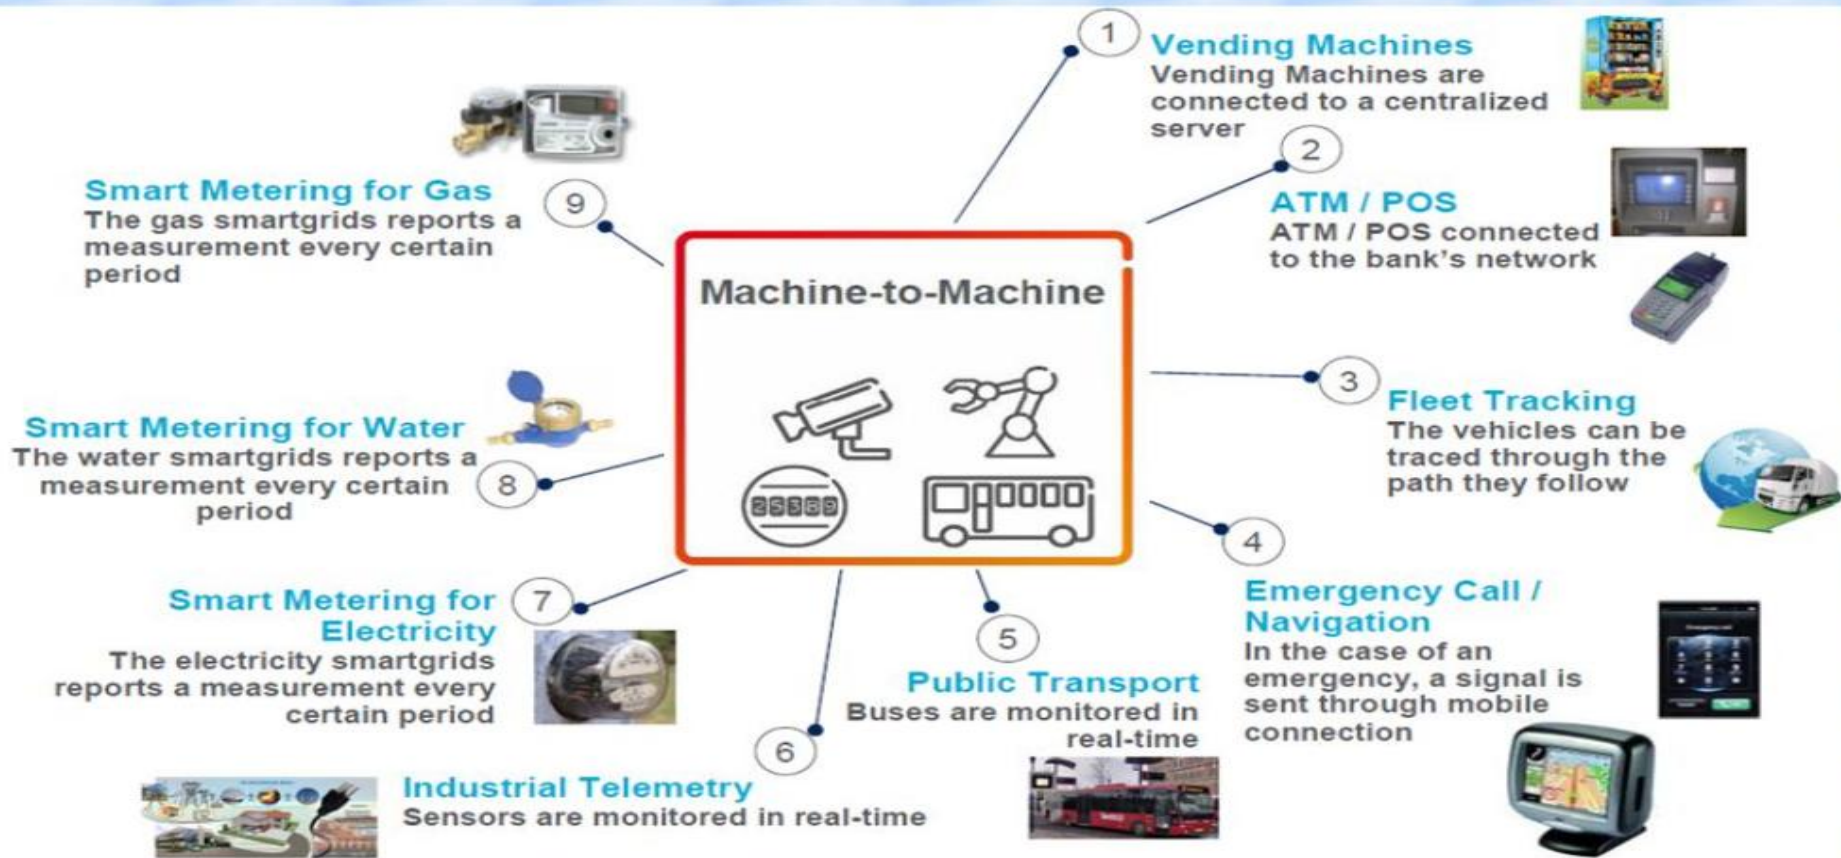 1
Vending Machines
Vending Machines are
connected to a centralized
server
2
ATM / POS
ATM / POS connected
to the bank's network
3
Fleet Tracking
The vehicles can be
traced through the
path they follow
4
Emergency Call /
Navigation
In the case of an
emergency, a signal is
sent through mobile
connection
5
Public Transport
Buses are monitored in
real-time
6
Industrial Telemetry
Sensors are monitored in real-time
7
Smart Metering for
Electricity
The electricity smartgrids
reports a measurement every
certain period
8
Smart Metering for Water
The water smartgrids reports a
measurement every certain
period
9
Smart Metering for Gas
The gas smartgrids reports a
measurement every certain
period
Machine-to-Machine
25389